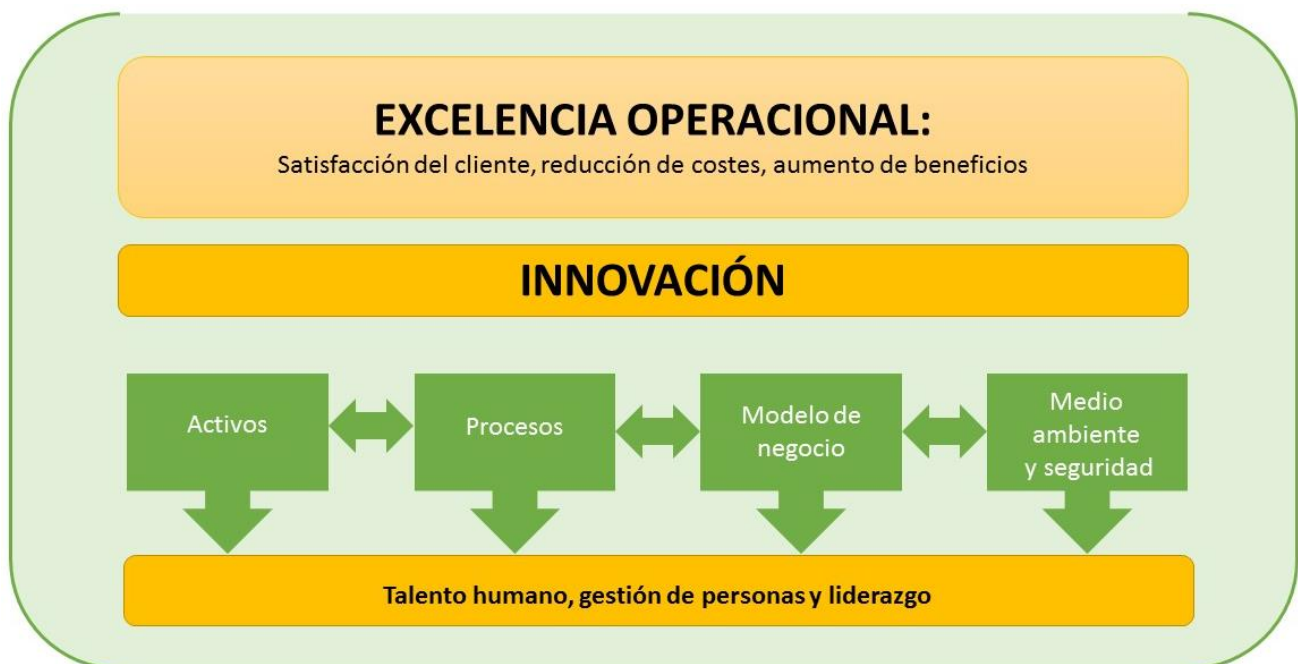 EXCELENCIA OPERACIONAL:
Satisfacción del cliente, reducción de costes, aumento de beneficios
INNOVACIÓN
Activos
Procesos
Modelo de
negocio
Medio
ambiente
y seguridad
Talento humano, gestión de personas y liderazgo